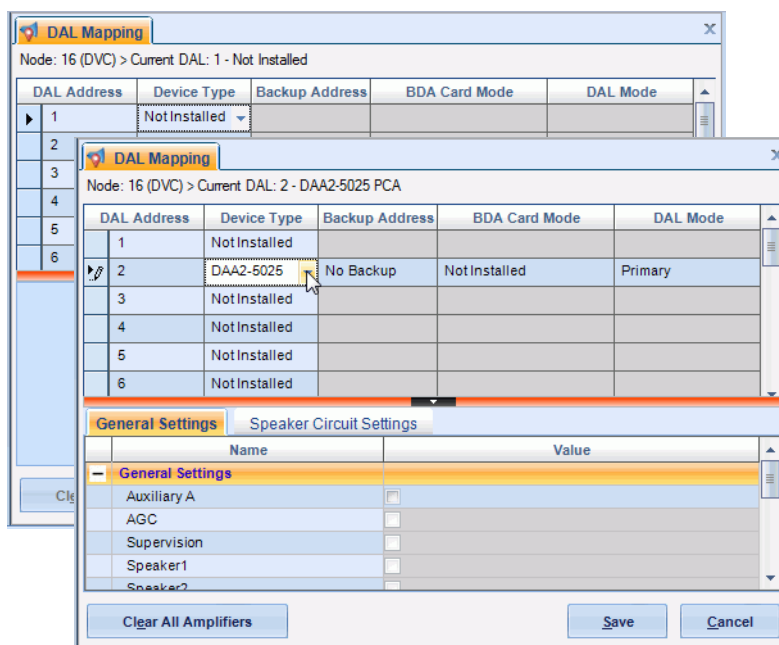 DAL Mapping
Node: 16 (DVC) > Current DAL: 1 - Not Installed
DAL Address Device Type Backup Address BDA Card Mode DAL Mode
1 Not Installed
2
3
4
5
6
DAL Mapping
Node: 16 (DVC) > Current DAL: 2 - DAA2-5025 PCA
DAL Address Device Type Backup Address BDA Card Mode DAL Mode
1 Not Installed
2 DAA2-5025 No Backup Not Installed Primary
3 Not Installed
4 Not Installed
5 Not Installed
6 Not Installed
General Settings Speaker Circuit Settings
Name Value
General Settings
Auxiliary A
AGC
Supervision
Speaker1
Speaker2
Clear All Amplifiers Save Cancel